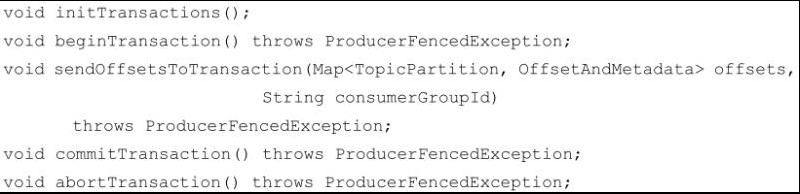 void initTransactions();
void beginTransaction() throws ProducerFencedException;
void sendOffsetsToTransaction(Map<TopicPartition, OffsetAndMetadata> offsets,
String consumerGroupId)
throws ProducerFencedException;
void commitTransaction() throws ProducerFencedException;
void abortTransaction() throws ProducerFencedException;